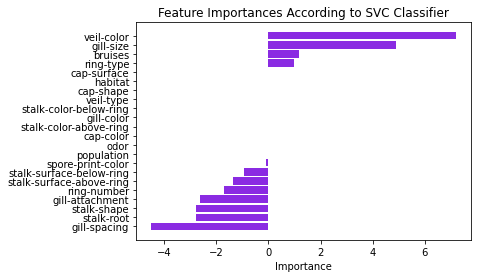 Feature Importances According to SVC Classifier
veil-color
gill-size
bruises
ring-type
cap-surface
habitat
cap-shape
veil-type
stalk-color-below-ring
gill-color
stalk-color-above-ring
cap-color
odor
population
spore-print-color
stalk-surface-below-ring
stalk-surface-above-ring
ring-number
gill-attachment
stalk-shape
stalk-root
gill-spacing
−4 −2 0 2 4 6
Importance